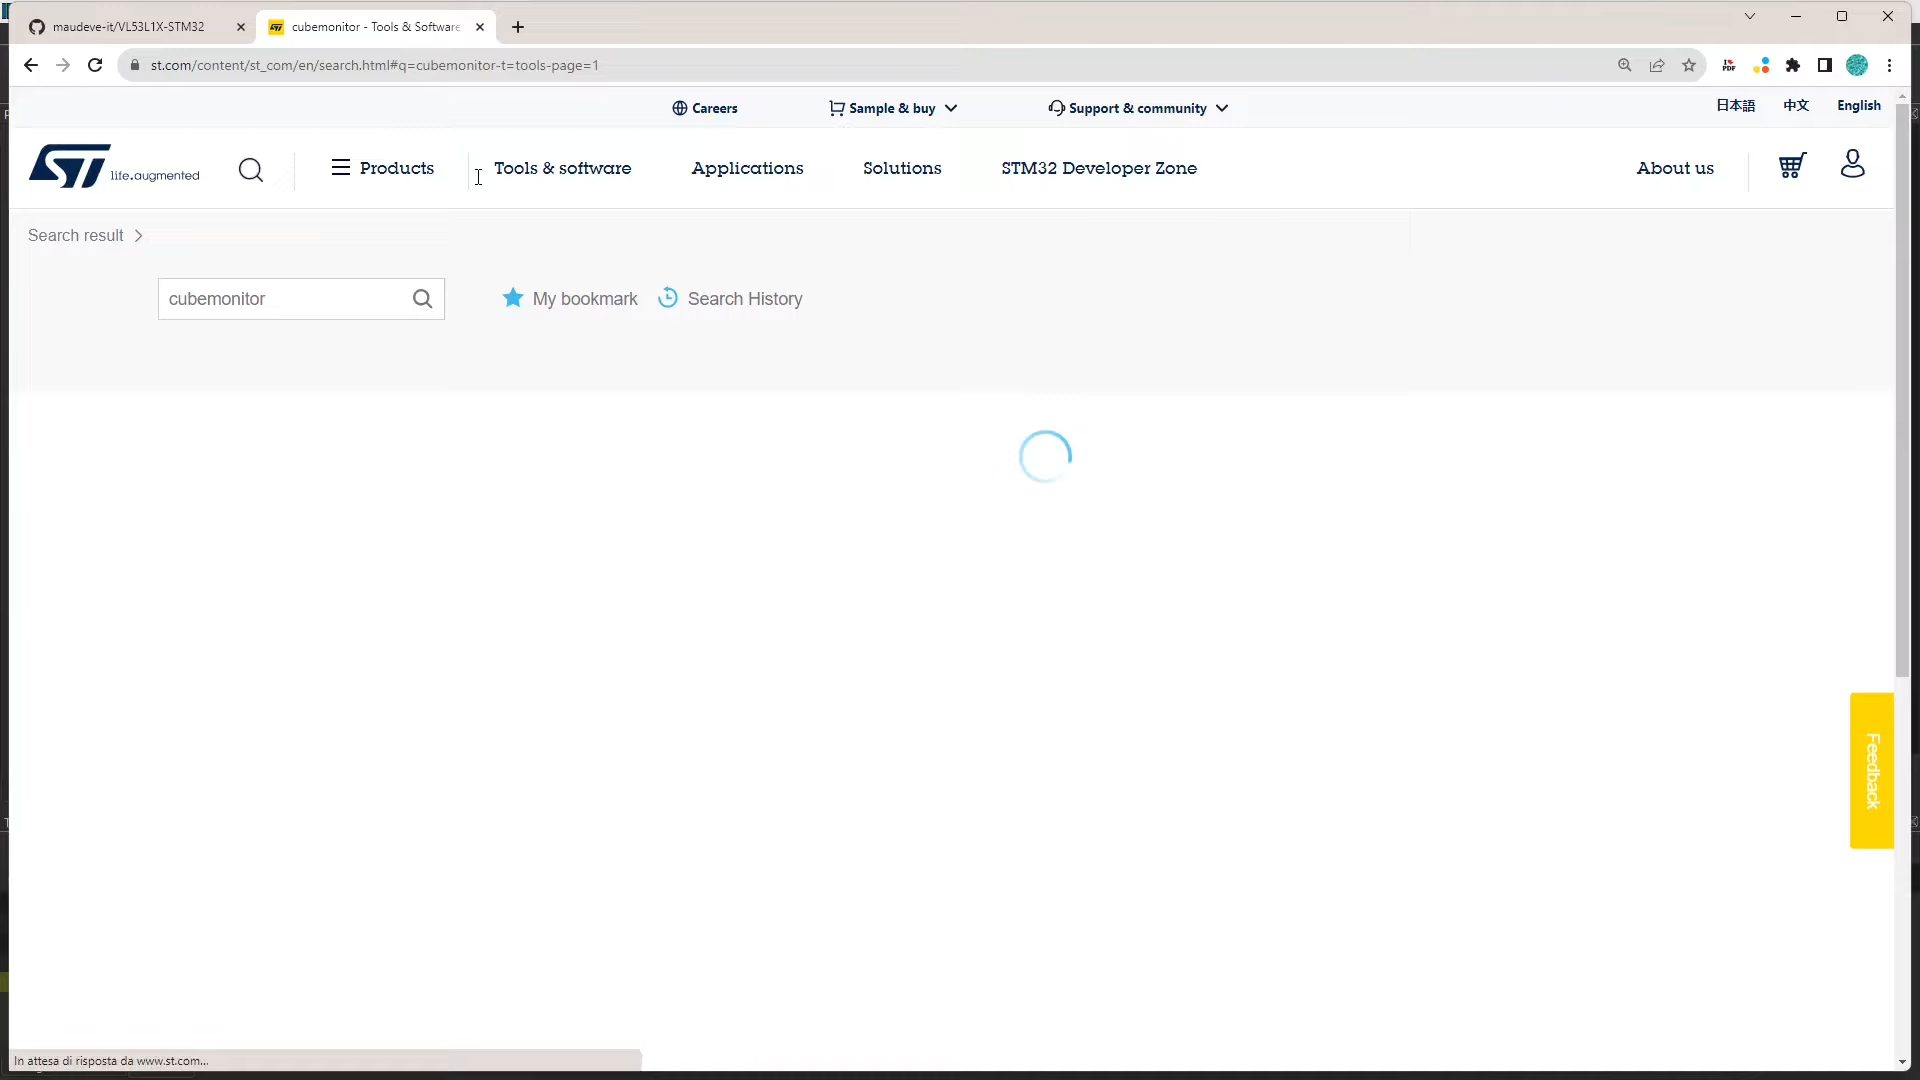 maudeve-it/VL53L1X-STM32
cubemonitor - Tools & Software
st.com/content/st_com/en/search.html#q=cubemonitor-t=tools-page=1
PDF
Careers
Sample & buy
Support & community
日本語
中文
English
ST
life.augmented
Products
Tools & software
Applications
Solutions
STM32 Developer Zone
About us
Search result
cubemonitor
My bookmark
Search History
Feedback
In attesa di risposta da www.st.com...